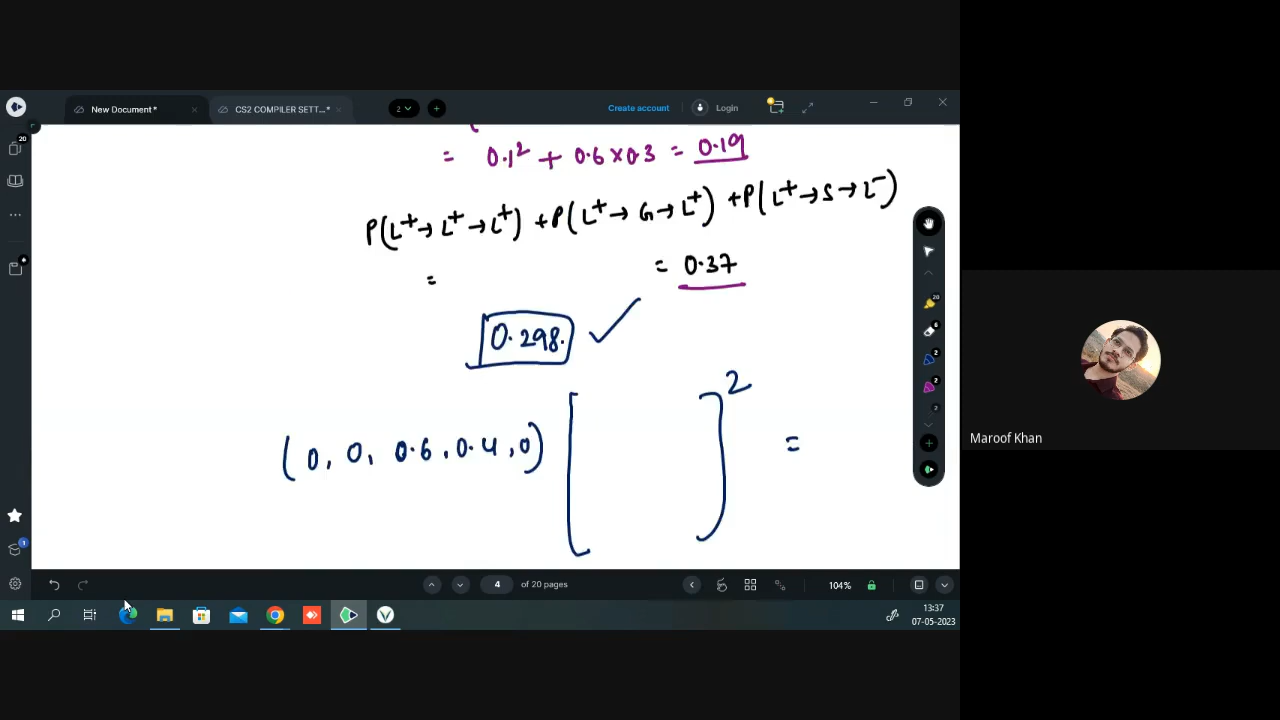 New Document*
CS2 COMPILER SETT...*
2
Create account
Login
= 0.1² + 0.6 × 0.3 = 0.19
P(L⁺→L⁺→L⁺) + P(L⁺→G→L⁺) + P(L⁺→S→L⁻)
=
= 0.37
0.298.
(0, 0, 0.6, 0.4, 0) [ ]² =
Maroof Khan
4 of 20 pages
104%
13:37
07-05-2023